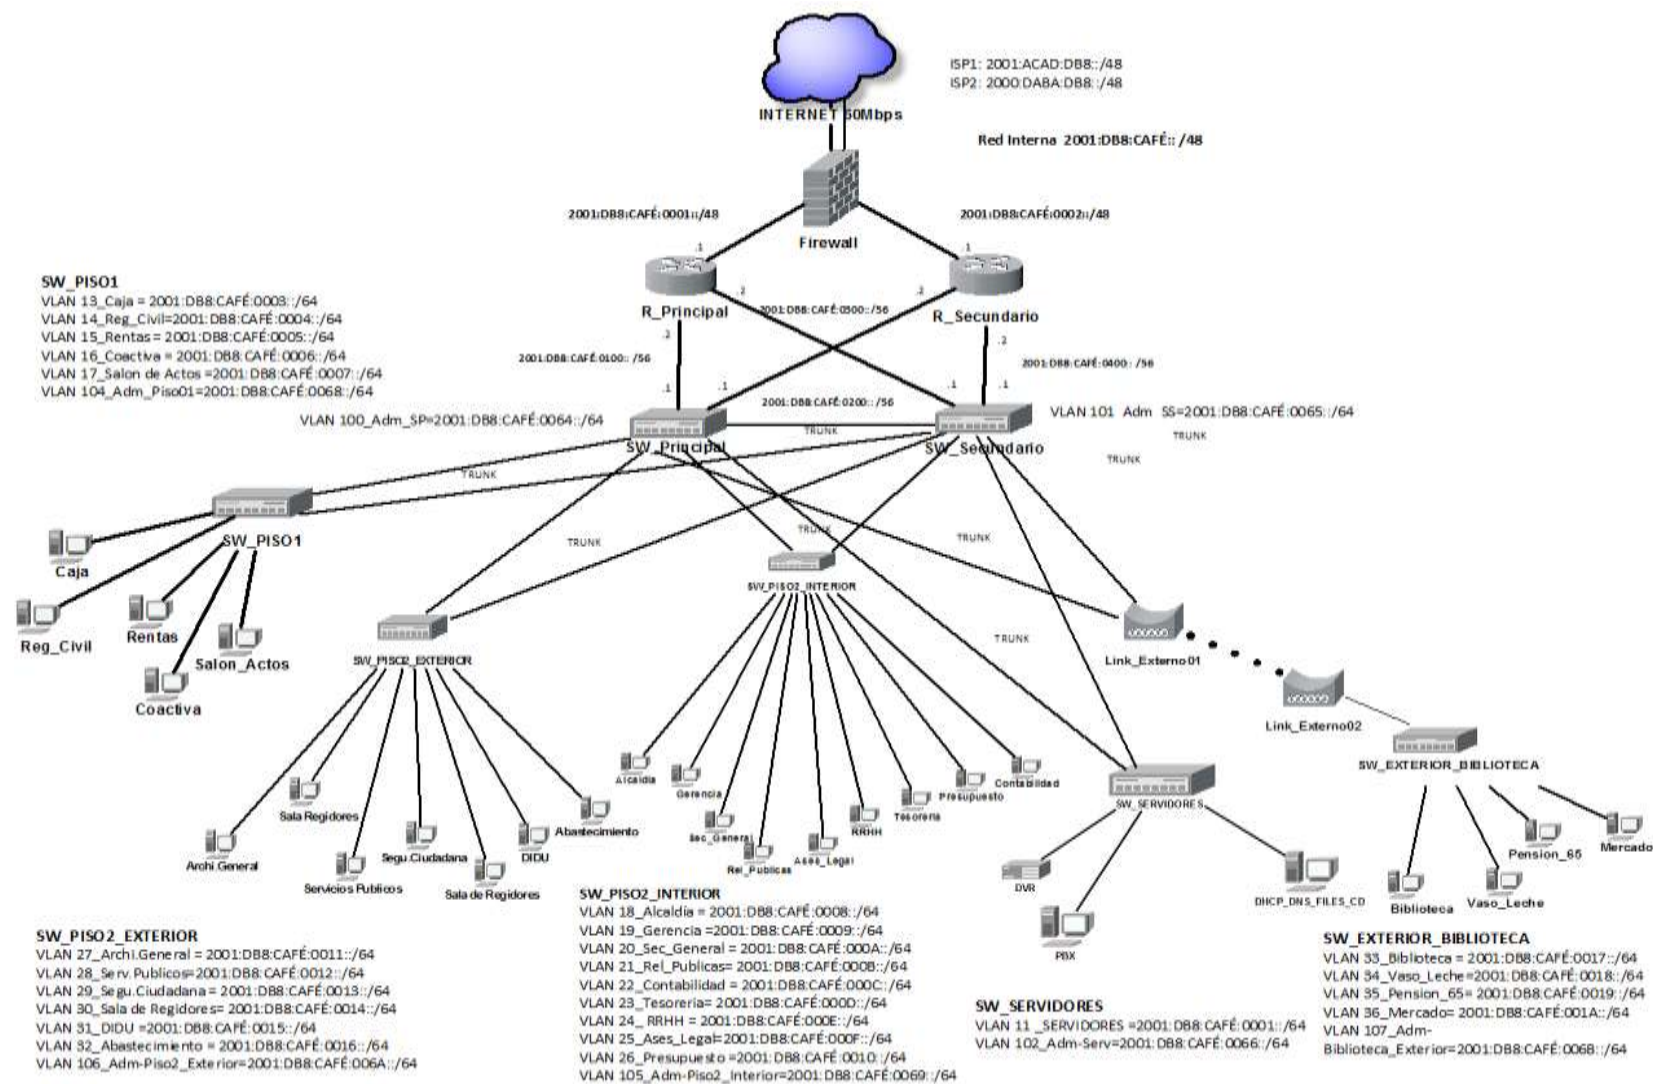 ISP1: 2001:ACAD:DB8::/48
ISP2: 2000:DABA:DB8::/48
INTERNET 60Mbps
Red Interna 2001:DB8:CAFÉ:: /48
2001:DB8:CAFÉ:0001::/48
2001:DB8:CAFÉ:0002::/48
Firewall
.1
.1
SW_PISO1
VLAN 13_Caja = 2001:DB8:CAFÉ:0003::/64
VLAN 14_Reg_Civil=2001:DB8:CAFÉ:0004::/64
VLAN 15_Rentas= 2001:DB8:CAFÉ:0005::/64
VLAN 16_Coactiva = 2001:DB8:CAFÉ:0006::/64
VLAN 17_Salon de Actos =2001:DB8:CAFÉ:0007::/64
VLAN 104_Adm_Piso01=2001:DB8:CAFÉ:0068::/64
.2
.2
R_Principal
2001:DB8:CAFÉ:0300::/56
R_Secundario
.2
.2
2001:DB8:CAFÉ:0100:: /56
2001:DB8:CAFÉ:0400:: /56
.1
.1
.1
.1
2001:DB8:CAFÉ:0200:: /56
VLAN 100_Adm_SP=2001:DB8:CAFÉ:0064::/64
VLAN 101_Adm_SS=2001:DB8:CAFÉ:0065::/64
TRUNK
TRUNK
SW_Principal
SW_Secundario
TRUNK
TRUNK
SW_PISO1
TRUNK
TRUNK
TRUNK
Caja
SW_PISO2_INTERIOR
Reg_Civil
Rentas
Salon_Actos
Coactiva
SW_PISO2_EXTERIOR
TRUNK
Link_Externo01
Link_Externo02
SW_EXTERIOR_BIBLIOTECA
Alcaldia
Gerencia
Sec_General
Rel_Publicas
Ases_Legal
RRHH
Tesoreria
Presupuesto
Contabilidad
SW_SERVIDORES
Sala Regidores
Archi.General
Servicios Publicos
Segu.Ciudadana
Sala de Regidores
DIDU
Abastecimiento
DVR
PBX
DHCP_DNS_FILES_CD
Biblioteca
Vaso_Leche
Pension_65
Mercado
SW_PISO2_EXTERIOR
VLAN 27_Archi.General = 2001:DB8:CAFÉ:0011::/64
VLAN 28_Serv.Publicos=2001:DB8:CAFÉ:0012::/64
VLAN 29_Segu.Ciudadana = 2001:DB8:CAFÉ:0013::/64
VLAN 30_Sala de Regidores= 2001:DB8:CAFÉ:0014::/64
VLAN 31_DIDU =2001:DB8:CAFÉ:0015::/64
VLAN 32_Abastecimiento = 2001:DB8:CAFÉ:0016::/64
VLAN 106_Adm-Piso2_Exterior=2001:DB8:CAFÉ:006A::/64
SW_PISO2_INTERIOR
VLAN 18_Alcaldía = 2001:DB8:CAFÉ:0008::/64
VLAN 19_Gerencia =2001:DB8:CAFÉ:0009::/64
VLAN 20_Sec_General = 2001:DB8:CAFÉ:000A::/64
VLAN 21_Rel_Publicas= 2001:DB8:CAFÉ:000B::/64
VLAN 22_Contabilidad = 2001:DB8:CAFÉ:000C::/64
VLAN 23_Tesoreria= 2001:DB8:CAFÉ:000D::/64
VLAN 24_ RRHH = 2001:DB8:CAFÉ:000E::/64
VLAN 25_Ases_Legal=2001:DB8:CAFÉ:000F::/64
VLAN 26_Presupuesto =2001:DB8:CAFÉ:0010::/64
VLAN 105_Adm-Piso2_Interior=2001:DB8:CAFÉ:0069::/64
SW_SERVIDORES
VLAN 11 _SERVIDORES =2001:DB8:CAFÉ:0001::/64
VLAN 102_Adm-Serv=2001:DB8:CAFÉ:0066::/64
SW_EXTERIOR_BIBLIOTECA
VLAN 33_Biblioteca = 2001:DB8:CAFÉ:0017::/64
VLAN 34_Vaso_Leche=2001:DB8:CAFÉ:0018::/64
VLAN 35_Pension_65= 2001:DB8:CAFÉ:0019::/64
VLAN 36_Mercado= 2001:DB8:CAFÉ:001A::/64
VLAN 107_Adm-
Biblioteca_Exterior=2001:DB8:CAFÉ:006B::/64